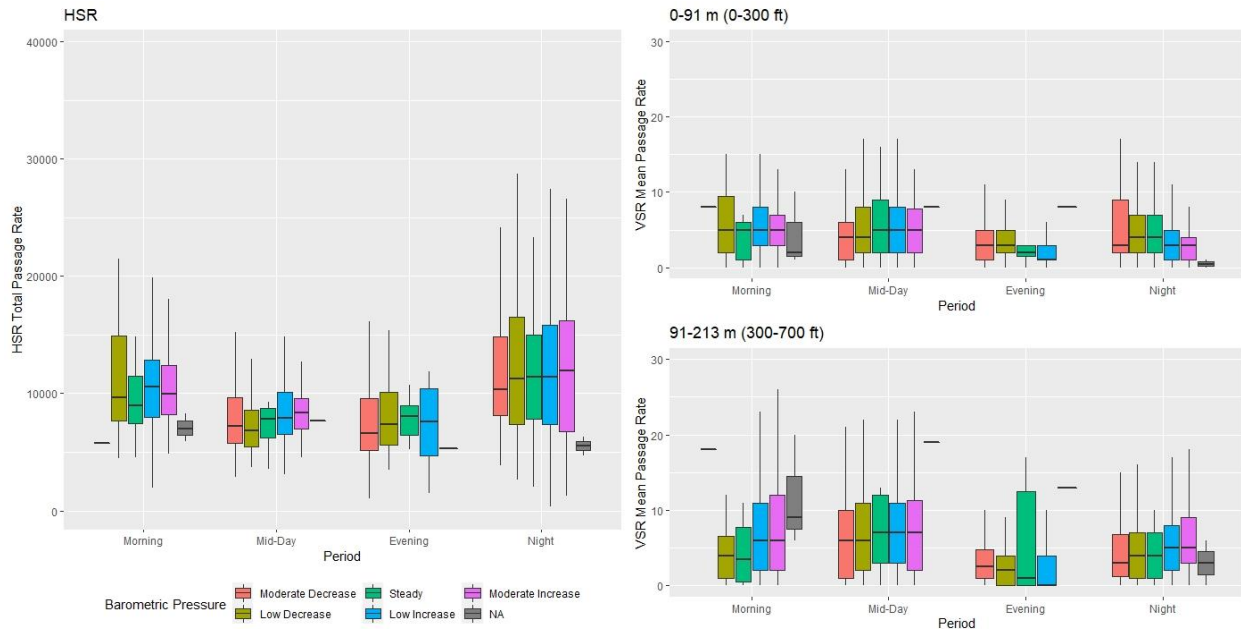 HSR
HSR Total Passage Rate
40000
30000
20000
10000
0
Morning
Mid-Day
Evening
Night
Period
Barometric Pressure
Moderate Decrease
Low Decrease
Steady
Low Increase
Moderate Increase
NA
0-91 m (0-300 ft)
VSR Mean Passage Rate
30
20
10
0
Morning
Mid-Day
Evening
Night
Period
91-213 m (300-700 ft)
VSR Mean Passage Rate
30
20
10
0
Morning
Mid-Day
Evening
Night
Period